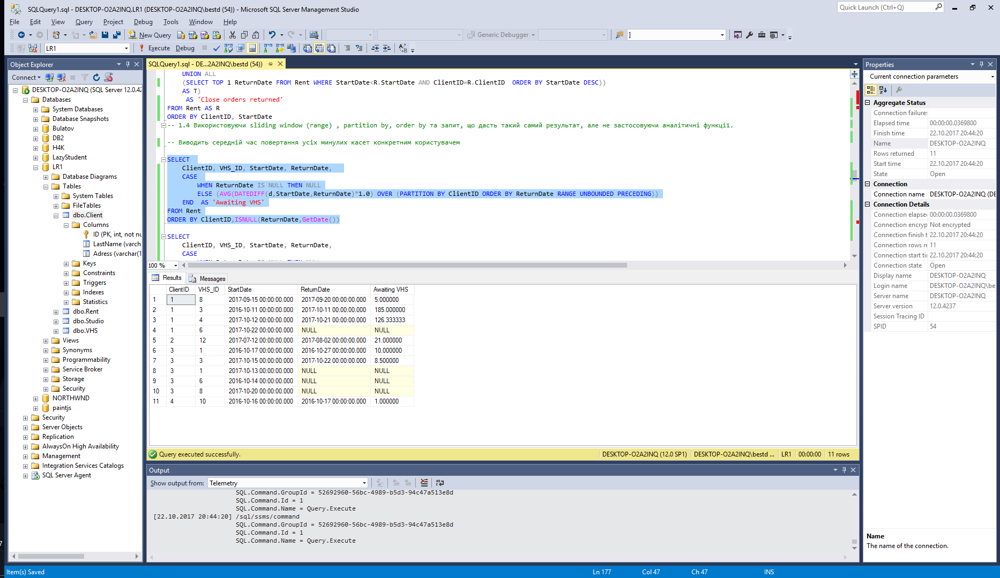 SQLQuery1.sql - DESKTOP-O2A2INQ.LR1 (DESKTOP-O2A2INQ\bestd (54)) - Microsoft SQL Server Management Studio
Quick Launch (Ctrl+Q)
File Edit View Query Project Debug Tools Window Help
New Query
Generic Debugger
]
LR1
Execute Debug
Object Explorer
Connect
DESKTOP-O2A2INQ (SQL Server 12.0.42
Databases
System Databases
Database Snapshots
Bulatov
DB2
H4K
LazyStudent
LR1
Database Diagrams
Tables
System Tables
FileTables
dbo.Client
Columns
ID (PK, int, not nu
LastName (varch
Adress (varchar(1
Keys
Constraints
Triggers
Indexes
Statistics
dbo.Rent
dbo.Studio
dbo.VHS
Views
Synonyms
Programmability
Service Broker
Storage
Security
NORTHWND
paintjs
Security
Server Objects
Replication
AlwaysOn High Availability
Management
Integration Services Catalogs
SQL Server Agent
SQLQuery1.sql - DE...2A2INQ\bestd (54))
UNION ALL
(SELECT TOP 1 ReturnDate FROM Rent WHERE StartDate<R.StartDate AND ClientID=R.ClientID ORDER BY StartDate DESC))
AS T)
AS 'Close orders returned'
FROM Rent AS R
ORDER BY ClientID, StartDate
-- 1.4 Використовуючи sliding window (range) , partition by, order by та запит, що дасть такий самий результат, але не застосовуючи аналітичні функції.
-- Виводить середній час повертання усіх минулих касет конкретним користувачем
SELECT
ClientID, VHS_ID, StartDate, ReturnDate,
CASE
WHEN ReturnDate IS NULL THEN NULL
ELSE (AVG(DATEDIFF(d,StartDate,ReturnDate)*1.0) OVER (PARTITION BY ClientID ORDER BY ReturnDate RANGE UNBOUNDED PRECEDING))
END AS 'Awaiting VHS'
FROM Rent
ORDER BY ClientID,ISNULL(ReturnDate,GetDate())
SELECT
ClientID, VHS_ID, StartDate, ReturnDate,
CASE
100 %
Results Messages
ClientID VHS_ID StartDate ReturnDate Awaiting VHS
1 1 8 2017-09-15 00:00:00.000 2017-09-20 00:00:00.000 5.000000
2 1 3 2016-10-11 00:00:00.000 2017-10-11 00:00:00.000 185.000000
3 1 4 2017-10-12 00:00:00.000 2017-10-21 00:00:00.000 126.333333
4 1 6 2017-10-22 00:00:00.000 NULL NULL
5 2 12 2017-07-12 00:00:00.000 2017-08-02 00:00:00.000 21.000000
6 3 1 2016-10-17 00:00:00.000 2016-10-27 00:00:00.000 10.000000
7 3 3 2017-10-15 00:00:00.000 2017-10-22 00:00:00.000 8.500000
8 3 1 2017-10-13 00:00:00.000 NULL NULL
9 3 6 2016-10-14 00:00:00.000 NULL NULL
10 3 8 2017-10-20 00:00:00.000 NULL NULL
11 4 10 2016-10-16 00:00:00.000 2016-10-17 00:00:00.000 1.000000
Query executed successfully.
DESKTOP-O2A2INQ (12.0 SP1) DESKTOP-O2A2INQ\bestd ... LR1 00:00:00 11 rows
Output
Show output from: Telemetry
SQL.Command.GroupId = 52692960-56bc-4989-b5d3-94c47a513e8d
SQL.Command.Id = 1
SQL.Command.Name = Query.Execute
[22.10.2017 20:44:20] /sql/ssms/command
SQL.Command.GroupId = 52692960-56bc-4989-b5d3-94c47a513e8d
SQL.Command.Id = 1
SQL.Command.Name = Query.Execute
Properties
Current connection parameters
Aggregate Status
Connection failures
Elapsed time 00:00:00.0369800
Finish time 22.10.2017 20:44:20
Name DESKTOP-O2A2INQ
Rows returned 11
Start time 22.10.2017 20:44:20
State Open
Connection
Connection name DESKTOP-O2A2INQ (DE
Connection Details
Connection elapse 00:00:00.0369800
Connection encryp Not encrypted
Connection finish t 22.10.2017 20:44:20
Connection rows re 11
Connection start ti 22.10.2017 20:44:20
Connection state Open
Display name DESKTOP-O2A2INQ
Login name DESKTOP-O2A2INQ\be
Server name DESKTOP-O2A2INQ
Server version 12.0.4237
Session Tracing ID
SPID 54
Name
The name of the connection.
Item(s) Saved
Ln 177 Col 47 Ch 47 INS